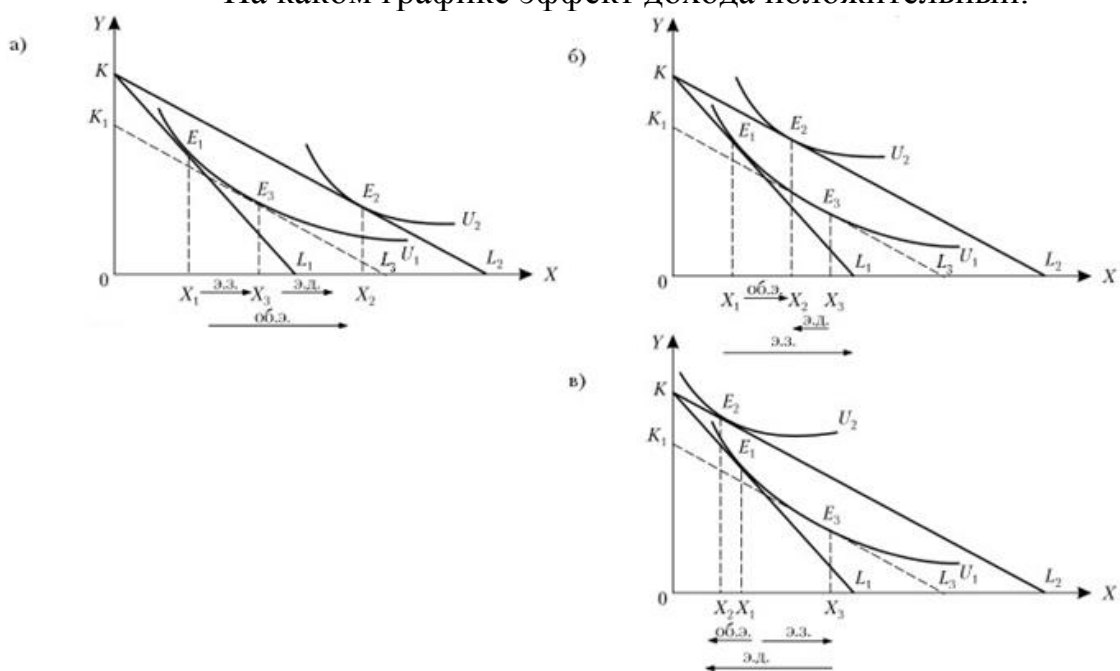 На каком графике эффект дохода положительный?
а)
Y
K
K₁
E₁
E₃
E₂
U₂
U₁
0
L₁
L₃
L₂
X
X₁ э.з. X₃ э.д. X₂
об.э.
б)
Y
K
K₁
E₁
E₂
U₂
E₃
0
L₁
L₃ U₁
L₂
X
X₁ об.э. X₂ X₃
э.д.
э.з.
в)
Y
K
K₁
E₂
U₂
E₁
E₃
0
L₁
L₃ U₁
L₂
X
X₂ X₁ X₃
об.э. э.з.
э.д.